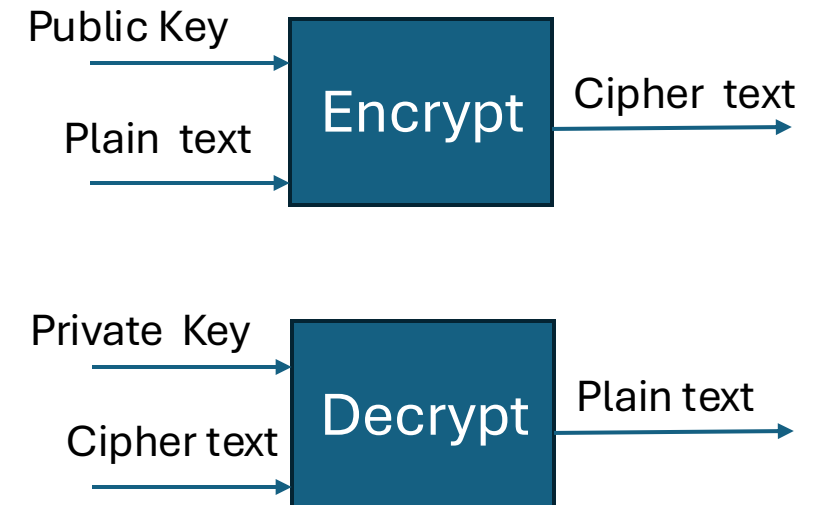 Public Key
Plain text
Encrypt
Cipher text
Private Key
Cipher text
Decrypt
Plain text